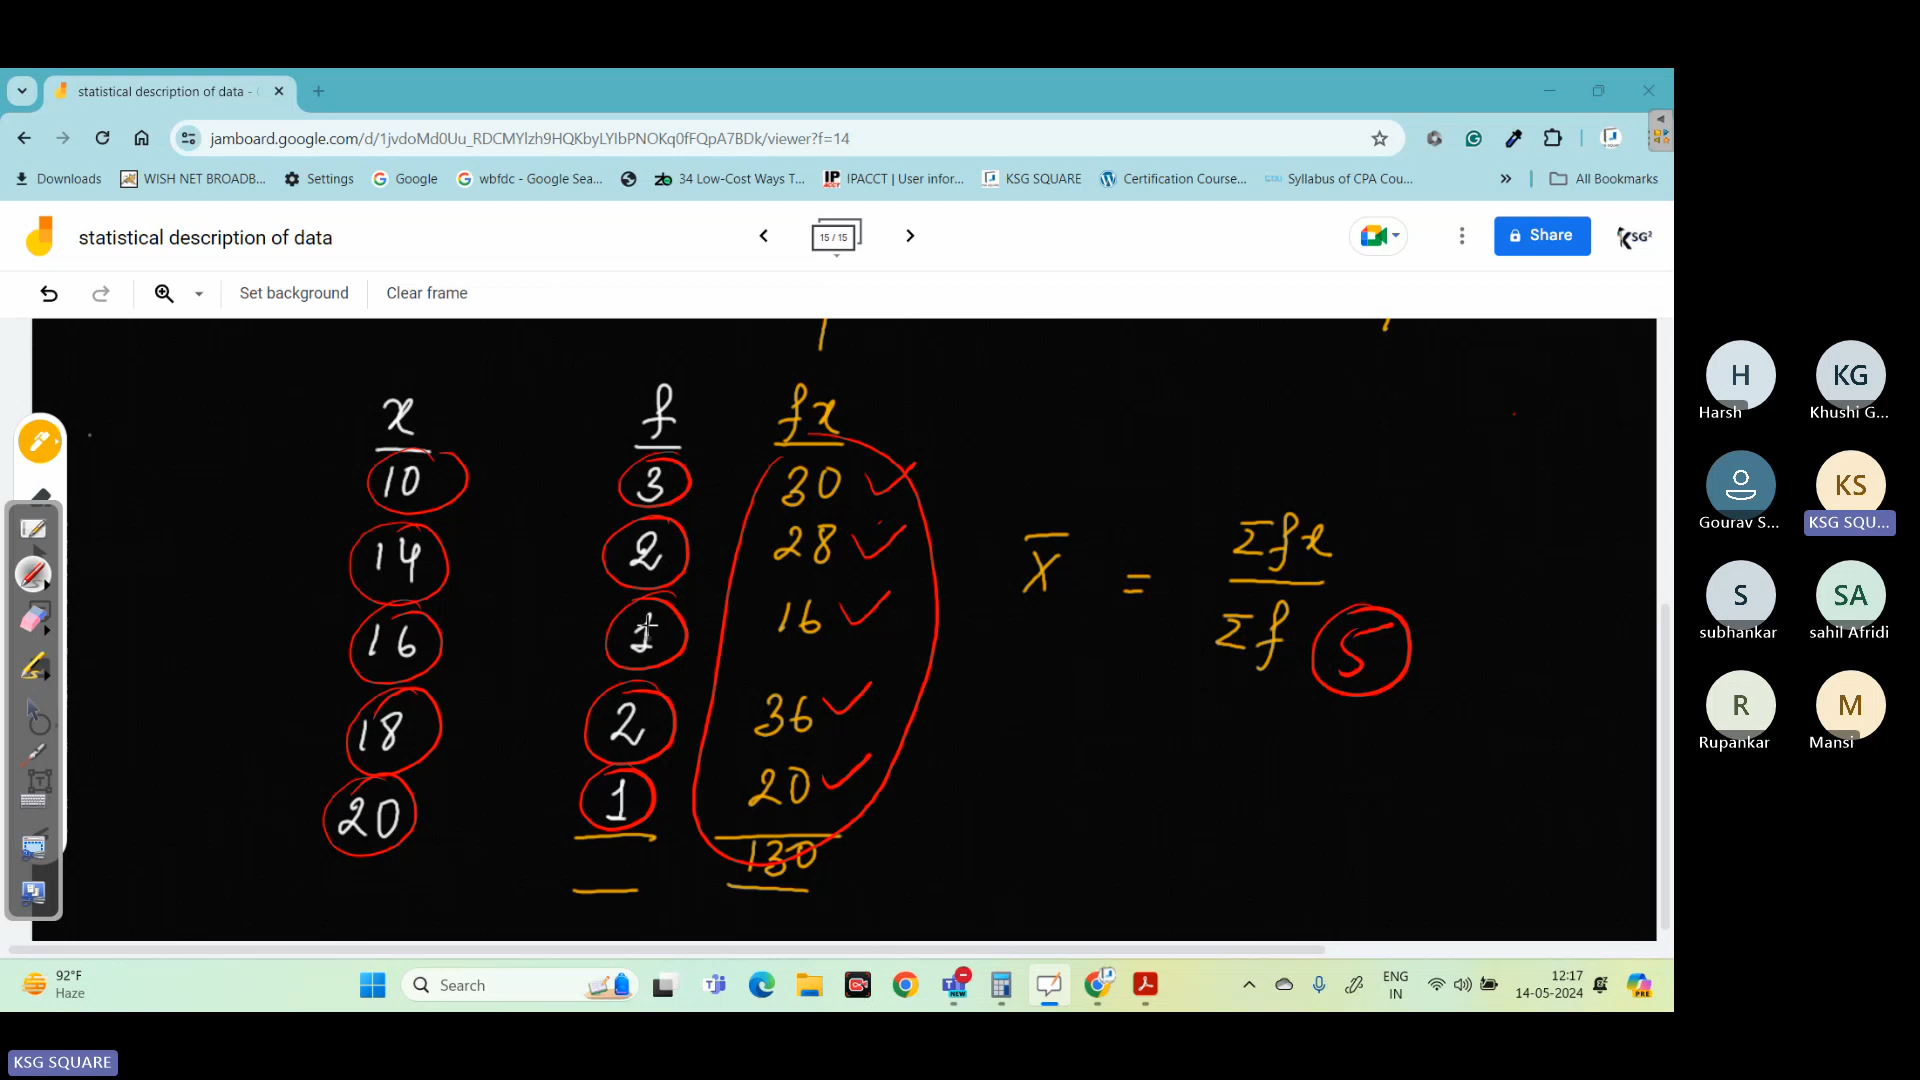 statistical description of data -
jamboard.google.com/d/1jvdoMd0Uu_RDCMYlzh9HQKbyLYIbPNOKq0fFQpA7BDk/viewer?f=14
Downloads WISH NET BROADB... Settings Google wbfdc - Google Sea... 34 Low-Cost Ways T... IPACCT | User infor... KSG SQUARE Certification Course... Syllabus of CPA Cou... » All Bookmarks
statistical description of data
15 / 15
Share
KSG²
Set background Clear frame
x f fx
10 3 30
14 2 28
16 1 16
18 2 36
20 1 20
130
X̅ = Σfx
Σf 5
H KG
Harsh Khushi G...
KS
Gourav S... KSG SQU...
S SA
subhankar sahil Afridi
R M
Rupankar Mansi
92°F
Haze
Search
NEW
ENG
IN
12:17
14-05-2024
PRE
KSG SQUARE